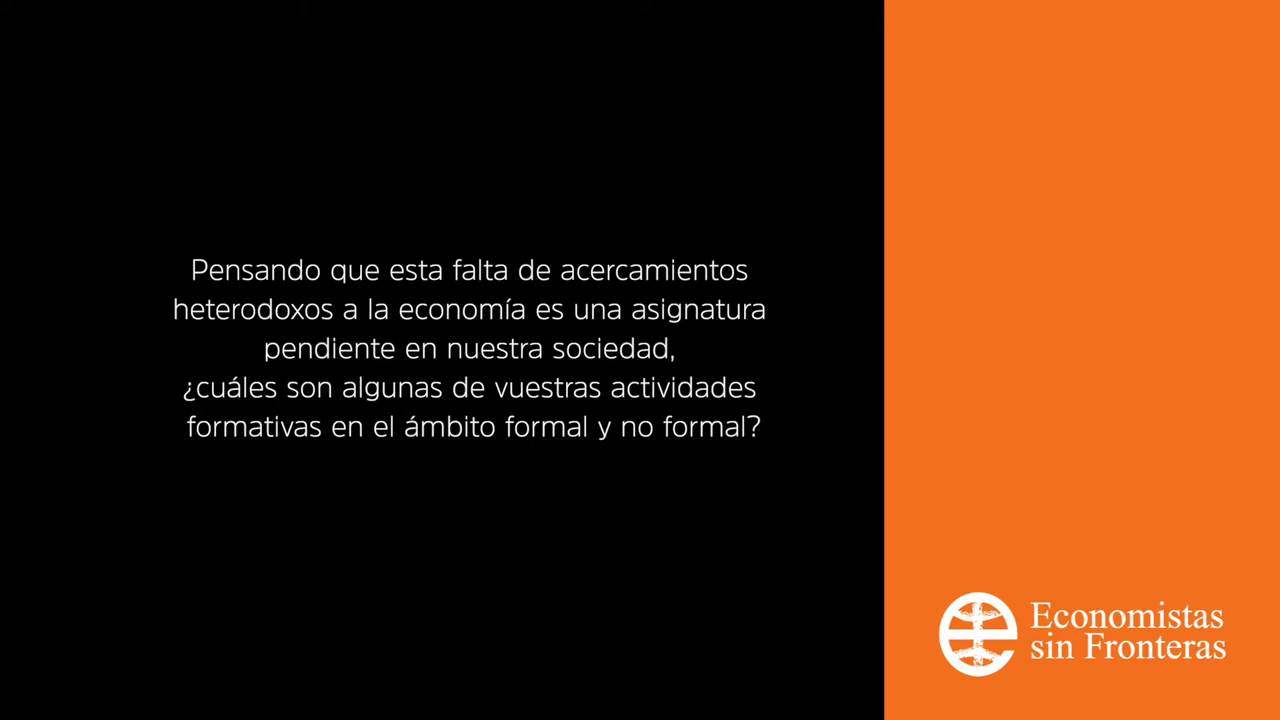 Pensando que esta falta de acercamientos
heterodoxos a la economía es una asignatura
pendiente en nuestra sociedad,
¿cuáles son algunas de vuestras actividades
formativas en el ámbito formal y no formal?
Economistas
sin Fronteras